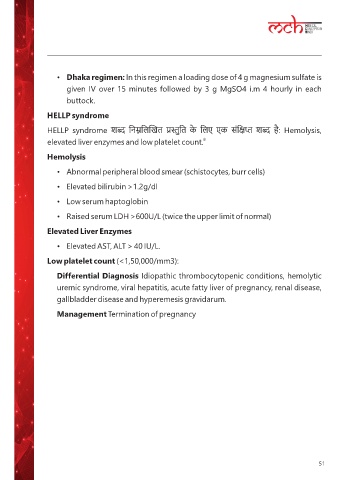 mch
• Dhaka regimen: In this regimen a loading dose of 4 g magnesium sulfate is
given IV over 15 minutes followed by 3 g MgSO4 i.m 4 hourly in each
buttock.
HELLP syndrome
HELLP syndrome शब्द निम्नलिखित प्रस्तुति के लिए एक संक्षिप्त शब्द है: Hemolysis,
elevated liver enzymes and low platelet count.
Hemolysis
• Abnormal peripheral blood smear (schistocytes, burr cells)
• Elevated bilirubin >1.2g/dl
• Low serum haptoglobin
• Raised serum LDH >600U/L (twice the upper limit of normal)
Elevated Liver Enzymes
• Elevated AST, ALT > 40 IU/L.
Low platelet count (<1,50,000/mm3):
Differential Diagnosis Idiopathic thrombocytopenic conditions, hemolytic
uremic syndrome, viral hepatitis, acute fatty liver of pregnancy, renal disease,
gallbladder disease and hyperemesis gravidarum.
Management Termination of pregnancy
51